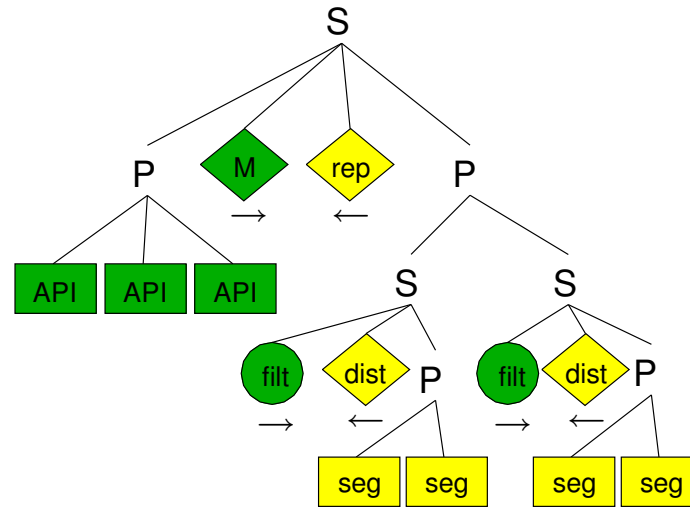 S
P M rep P
→ ←
API API API S S
filt dist P filt dist P
→ ← → ←
seg seg seg seg